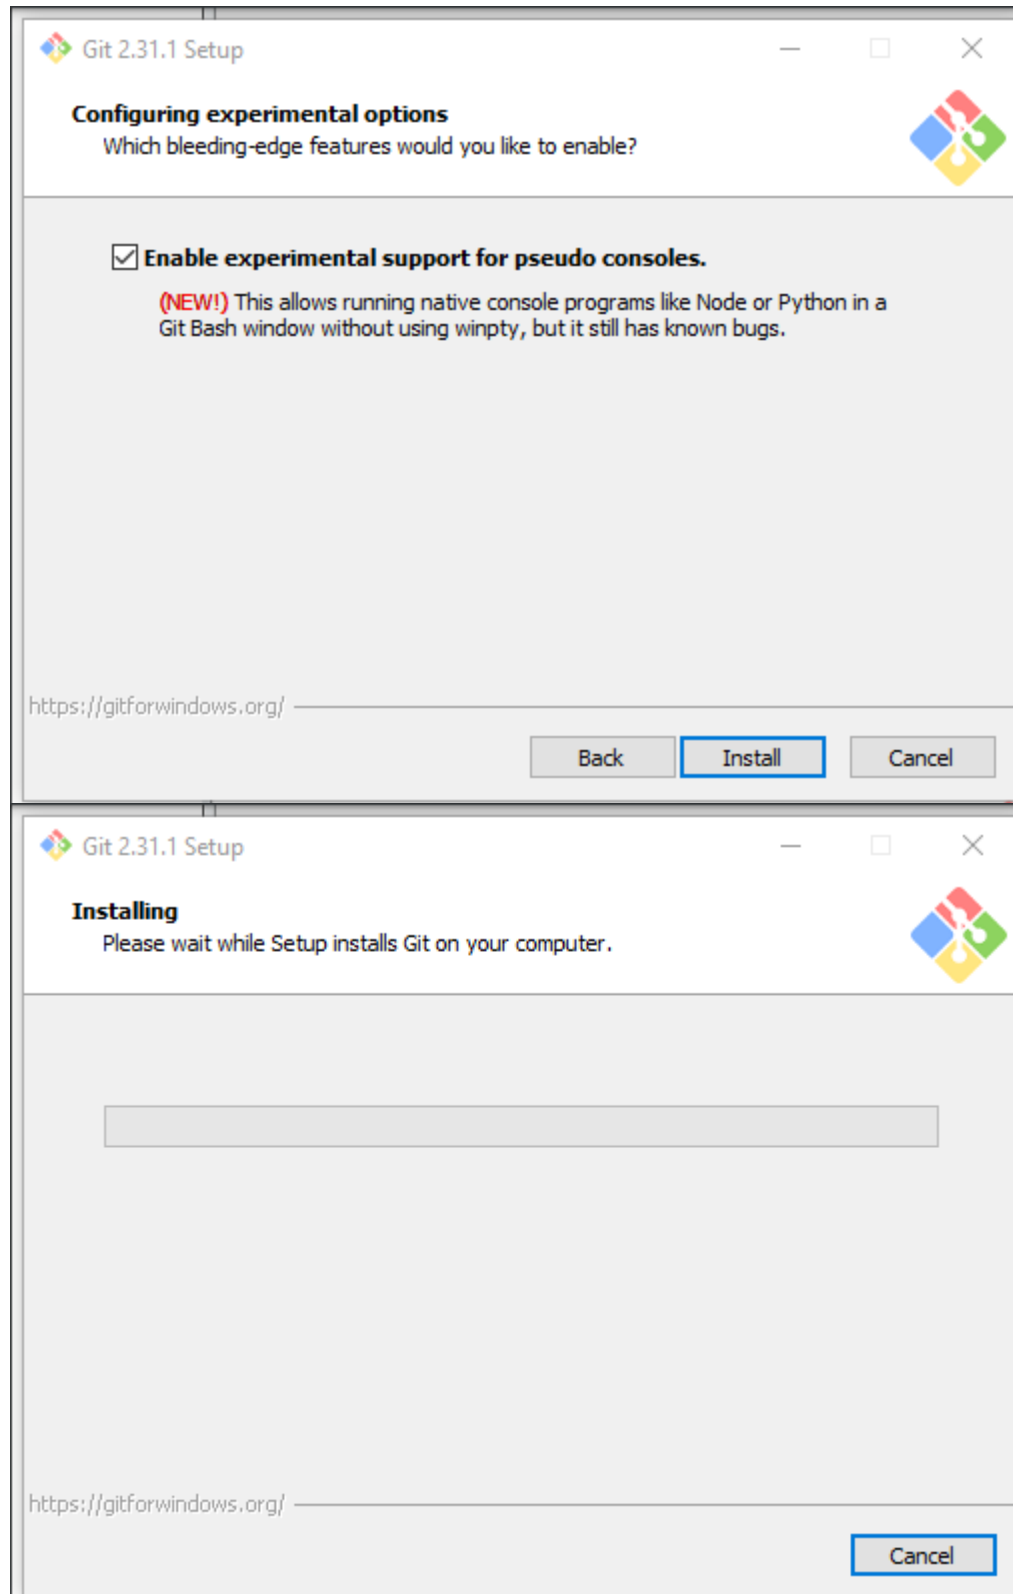 Git 2.31.1 Setup
Configuring experimental options
Which bleeding-edge features would you like to enable?
Enable experimental support for pseudo consoles.
(NEW!) This allows running native console programs like Node or Python in a
Git Bash window without using winpty, but it still has known bugs.
https://gitforwindows.org/
Back Install Cancel
Git 2.31.1 Setup
Installing
Please wait while Setup installs Git on your computer.
https://gitforwindows.org/
Cancel